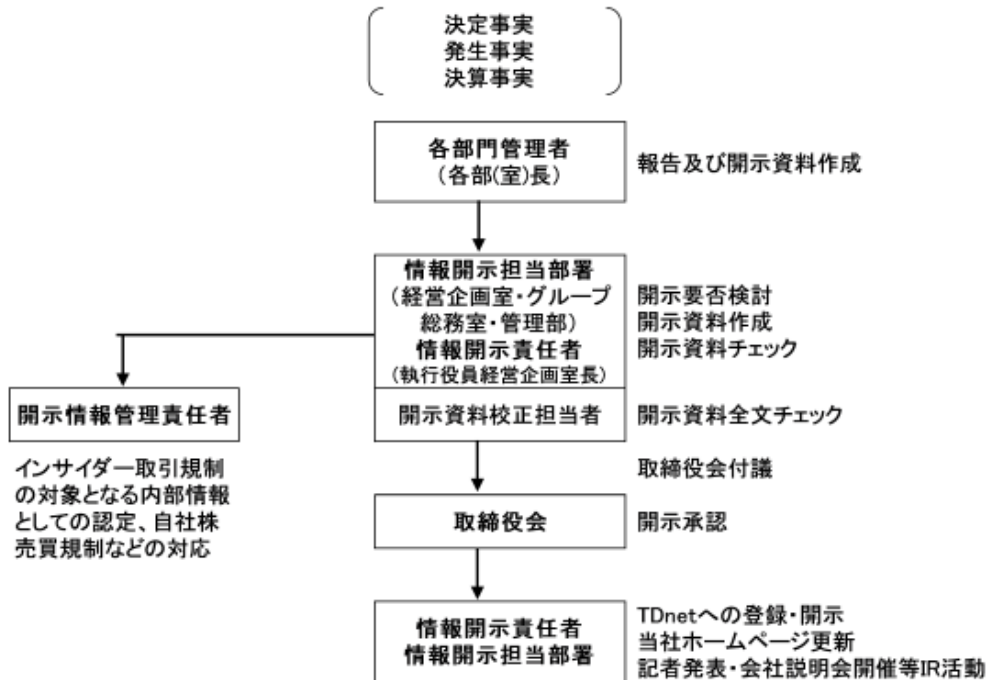 決定事実
発生事実
決算事実
各部門管理者
（各部(室)長）
報告及び開示資料作成
情報開示担当部署
（経営企画室・グループ
総務室・管理部）
情報開示責任者
（執行役員経営企画室長）
開示要否検討
開示資料作成
開示資料チェック
開示情報管理責任者
インサイダー取引規制
の対象となる内部情報
としての認定、自社株
売買規制などの対応
開示資料校正担当者
開示資料全文チェック
取締役会付議
取締役会
開示承認
情報開示責任者
情報開示担当部署
TDnetへの登録・開示
当社ホームページ更新
記者発表・会社説明会開催等IR活動